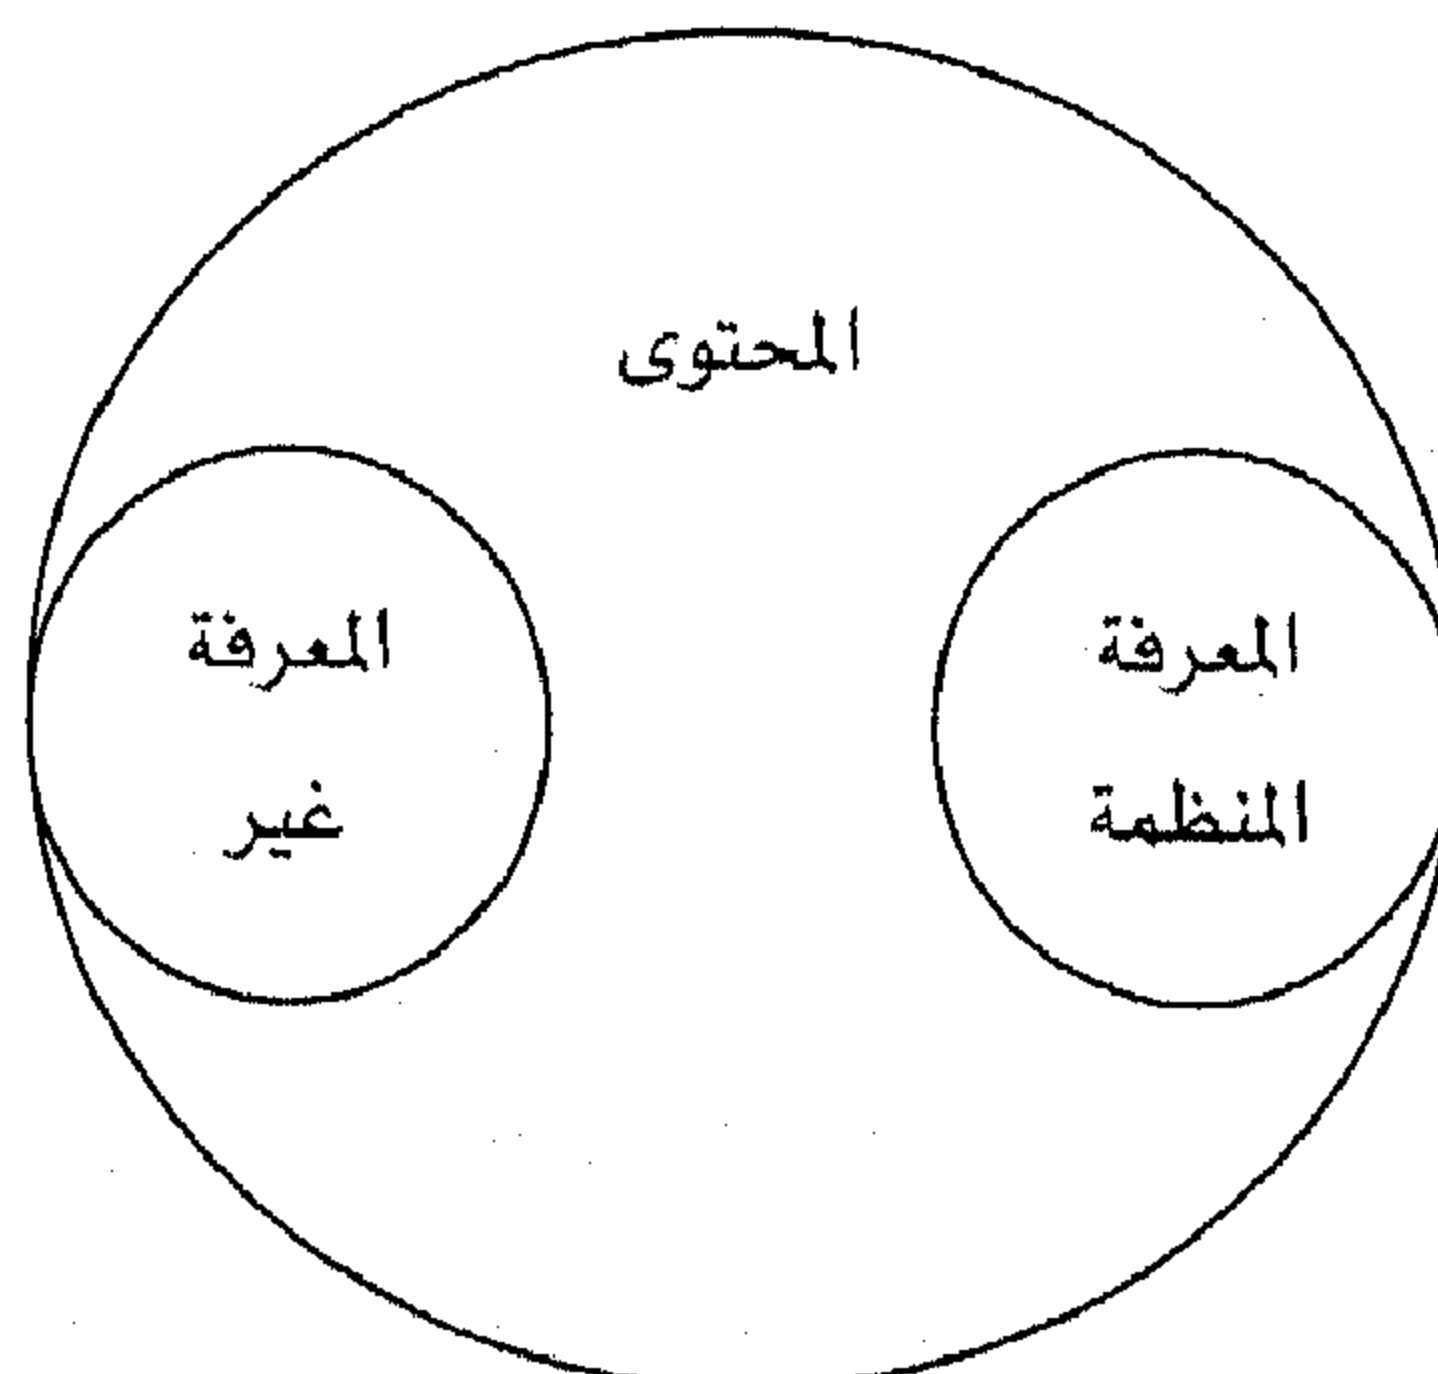 المحتوى
المعرفة
المنظمة
المعرفة
غير